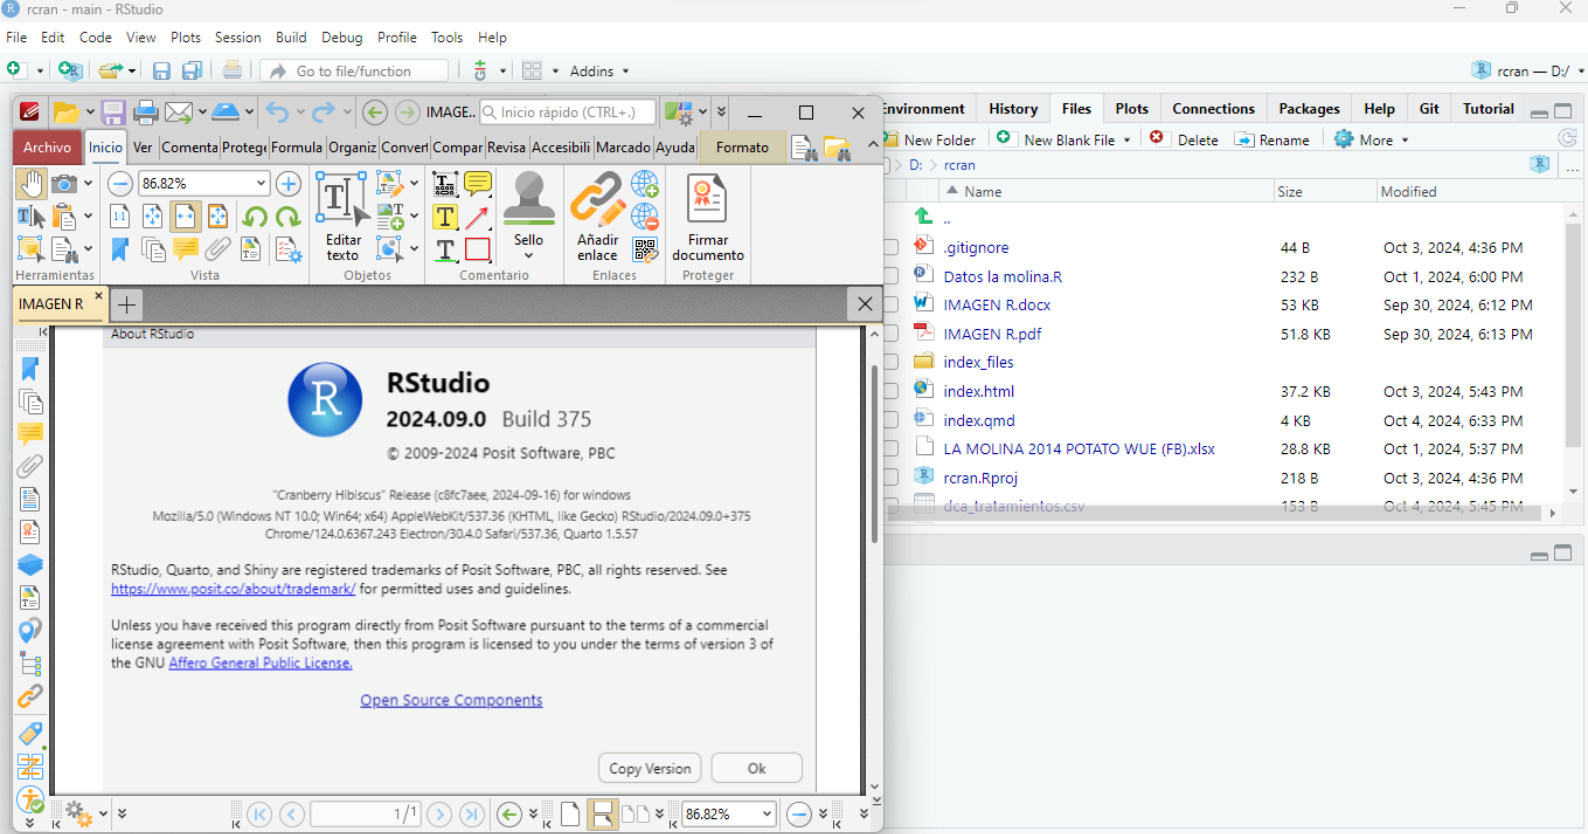 rcran - main - RStudio
File Edit Code View Plots Session Build Debug Profile Tools Help
Go to file/function Addins rcran — D:/
IMAGE.. Inicio rápido (CTRL+.)
Archivo Inicio Ver Comenta Protege Formula Organiz Convert Compar Revisa Accesibili Marcado Ayuda Formato
86.82%
1:1
Editar texto
Sello
Añadir enlace
Firmar documento
Herramientas Vista Objetos Comentario Enlaces Proteger
IMAGEN R
About RStudio
RStudio
2024.09.0 Build 375
© 2009-2024 Posit Software, PBC
"Cranberry Hibiscus" Release (c8fc7aee, 2024-09-16) for windows
Mozilla/5.0 (Windows NT 10.0; Win64; x64) AppleWebKit/537.36 (KHTML, like Gecko) RStudio/2024.09.0+375
Chrome/124.0.6367.243 Electron/30.4.0 Safari/537.36, Quarto 1.5.57
RStudio, Quarto, and Shiny are registered trademarks of Posit Software, PBC, all rights reserved. See
https://www.posit.co/about/trademark/ for permitted uses and guidelines.
Unless you have received this program directly from Posit Software pursuant to the terms of a commercial
license agreement with Posit Software, then this program is licensed to you under the terms of version 3 of
the GNU Affero General Public License.
Open Source Components
Copy Version Ok
1/1 86.82%
Environment History Files Plots Connections Packages Help Git Tutorial
New Folder New Blank File Delete Rename More
D: rcran ...
Name Size Modified
..
.gitignore 44 B Oct 3, 2024, 4:36 PM
Datos la molina.R 232 B Oct 1, 2024, 6:00 PM
IMAGEN R.docx 53 KB Sep 30, 2024, 6:12 PM
IMAGEN R.pdf 51.8 KB Sep 30, 2024, 6:13 PM
index_files
index.html 37.2 KB Oct 3, 2024, 5:43 PM
index.qmd 4 KB Oct 4, 2024, 6:33 PM
LA MOLINA 2014 POTATO WUE (FB).xlsx 28.8 KB Oct 1, 2024, 5:37 PM
rcran.Rproj 218 B Oct 3, 2024, 4:36 PM
dca_tratamientos.csv 153 B Oct 4, 2024, 5:45 PM